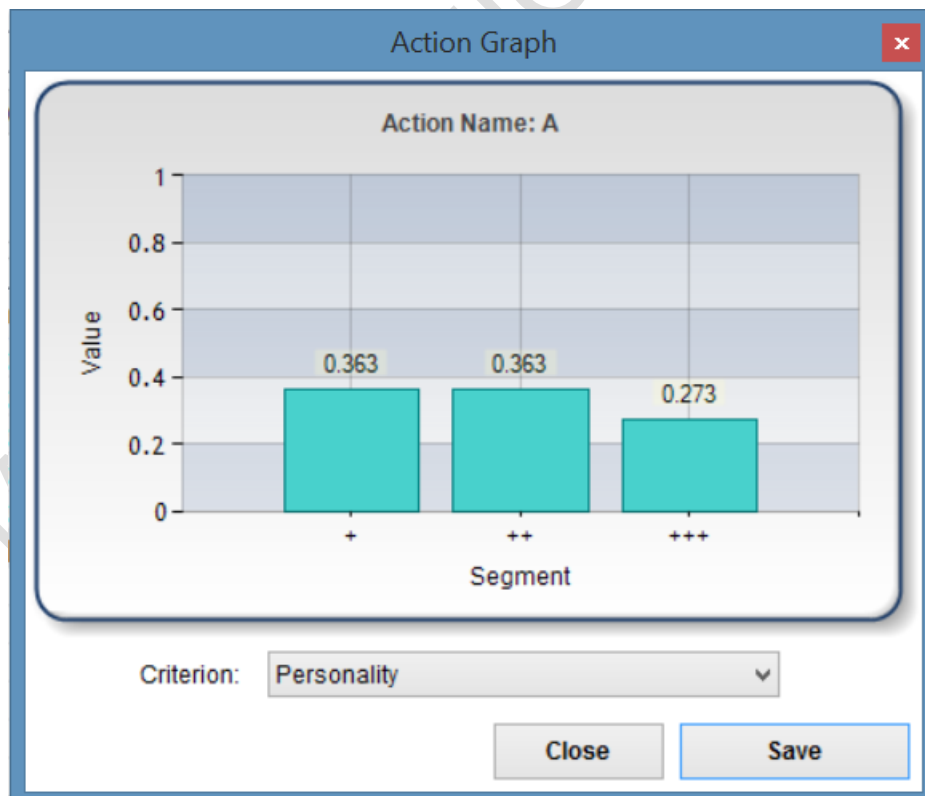 Action Graph
x
Action Name: A
1
0.8
0.6
0.4
0.2
0
Value
0.363
0.363
0.273
+
++
+++
Segment
Criterion:
Personality
Close
Save